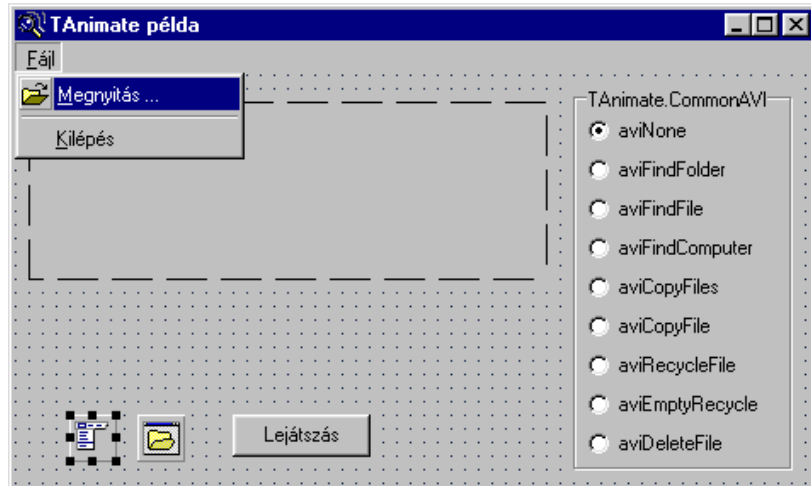 TAnimate példa
Fájl
Megnyitás ...
Kilépés
TAnimate.CommonAVI
aviNone
aviFindFolder
aviFindFile
aviFindComputer
aviCopyFiles
aviCopyFile
aviRecycleFile
aviEmptyRecycle
aviDeleteFile
Lejátszás